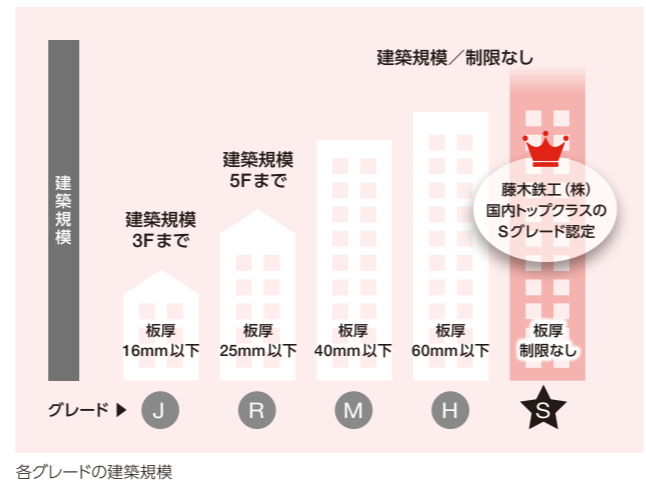 建築規模／制限なし
建築規模
建築規模
5Fまで
建築規模
3Fまで
藤木鉄工（株）
国内トップクラスの
Sグレード認定
板厚
16mm以下
板厚
25mm以下
板厚
40mm以下
板厚
60mm以下
板厚
制限なし
グレード ▶ J R M H S
各グレードの建築規模